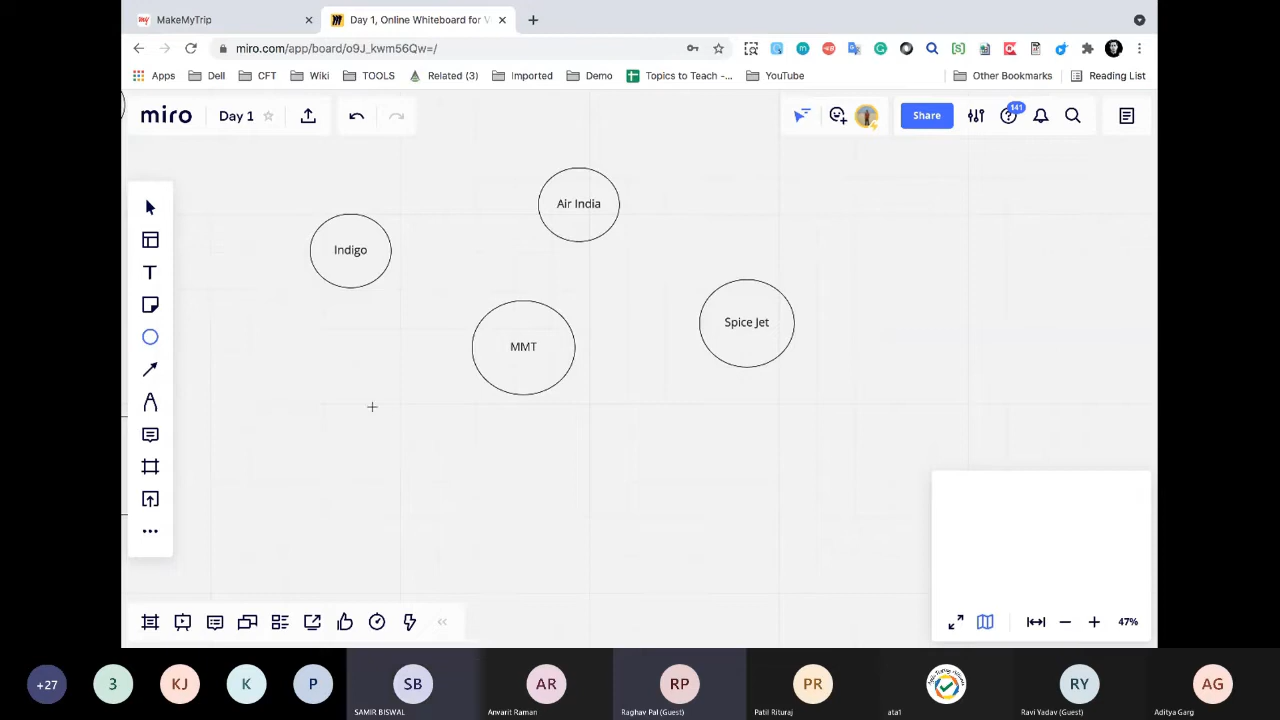 MakeMyTrip
Day 1, Online Whiteboard for V
miro.com/app/board/o9J_kwm56Qw=/
Apps
Dell
CFT
Wiki
TOOLS
Related (3)
Imported
Demo
Topics to Teach -...
YouTube
Other Bookmarks
Reading List
miro
Day 1
Share
141
Air India
Indigo
Spice Jet
MMT
47%
+27
3
KJ
K
P
SB
AR
RP
PR
RY
AG
SAMIR BISWAL
Anvarit Raman
Raghav Pal (Guest)
Patil Rituraj
ata1
Ravi Yadav (Guest)
Aditya Garg